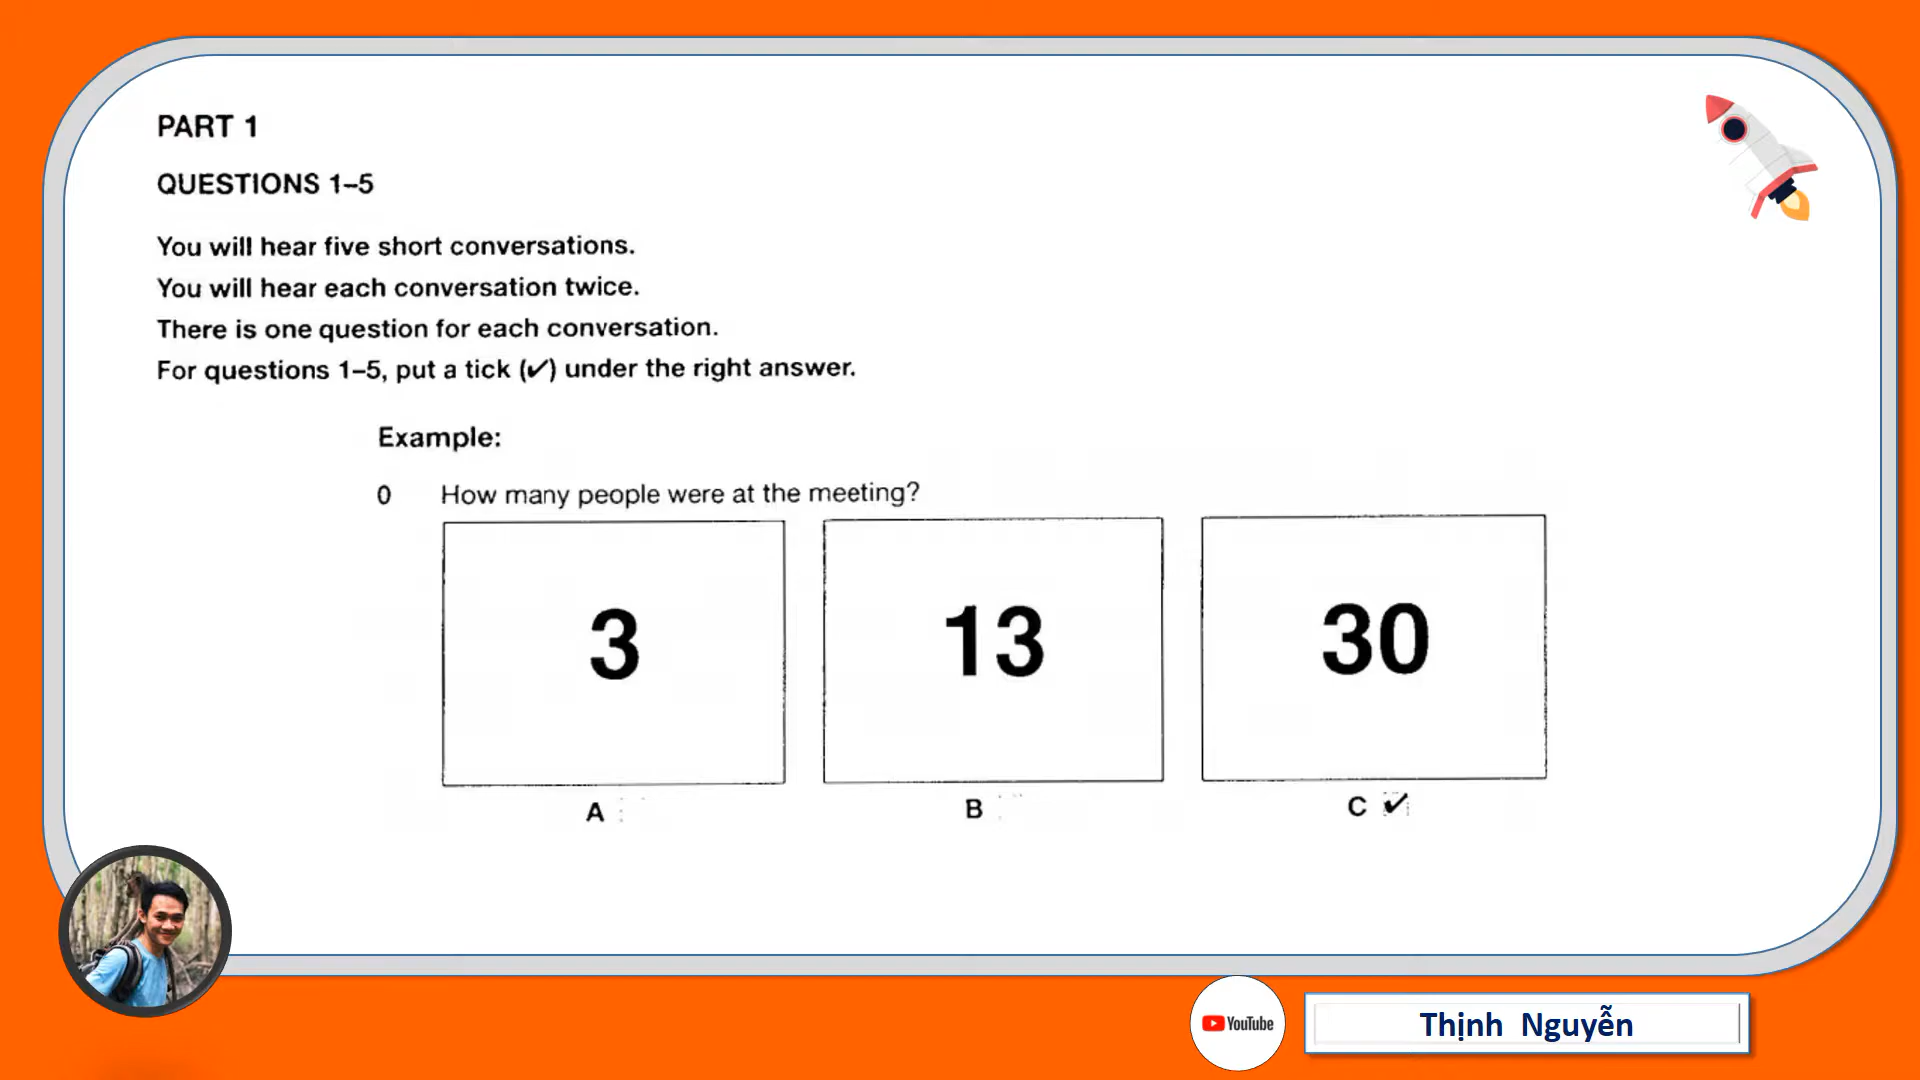 PART 1
QUESTIONS 1–5
You will hear five short conversations.
You will hear each conversation twice.
There is one question for each conversation.
For questions 1–5, put a tick (✓) under the right answer.
Example:
0 How many people were at the meeting?
3 13 30
A B C ✓
YouTube
Thịnh Nguyễn